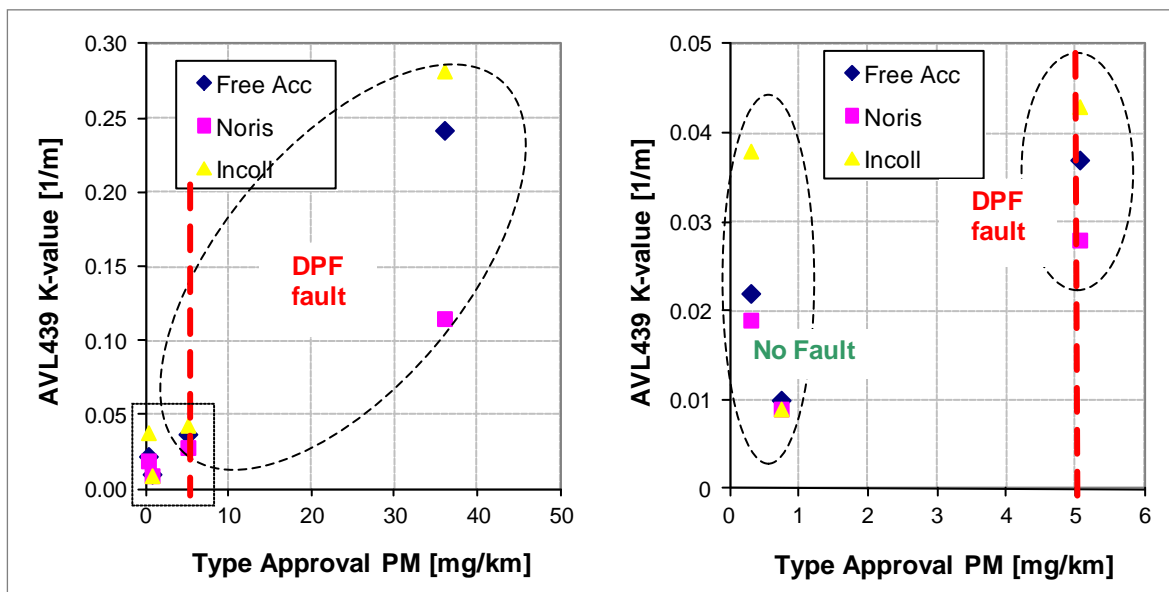 AVL439 K-value [1/m]
0.30
0.25
0.20
0.15
0.10
0.05
0.00
Free Acc
Noris
Incoll
DPF
fault
0 10 20 30 40 50
Type Approval PM [mg/km]
AVL439 K-value [1/m]
0.05
0.04
0.03
0.02
0.01
0
Free Acc
Noris
Incoll
DPF
fault
No Fault
0 1 2 3 4 5 6
Type Approval PM [mg/km]